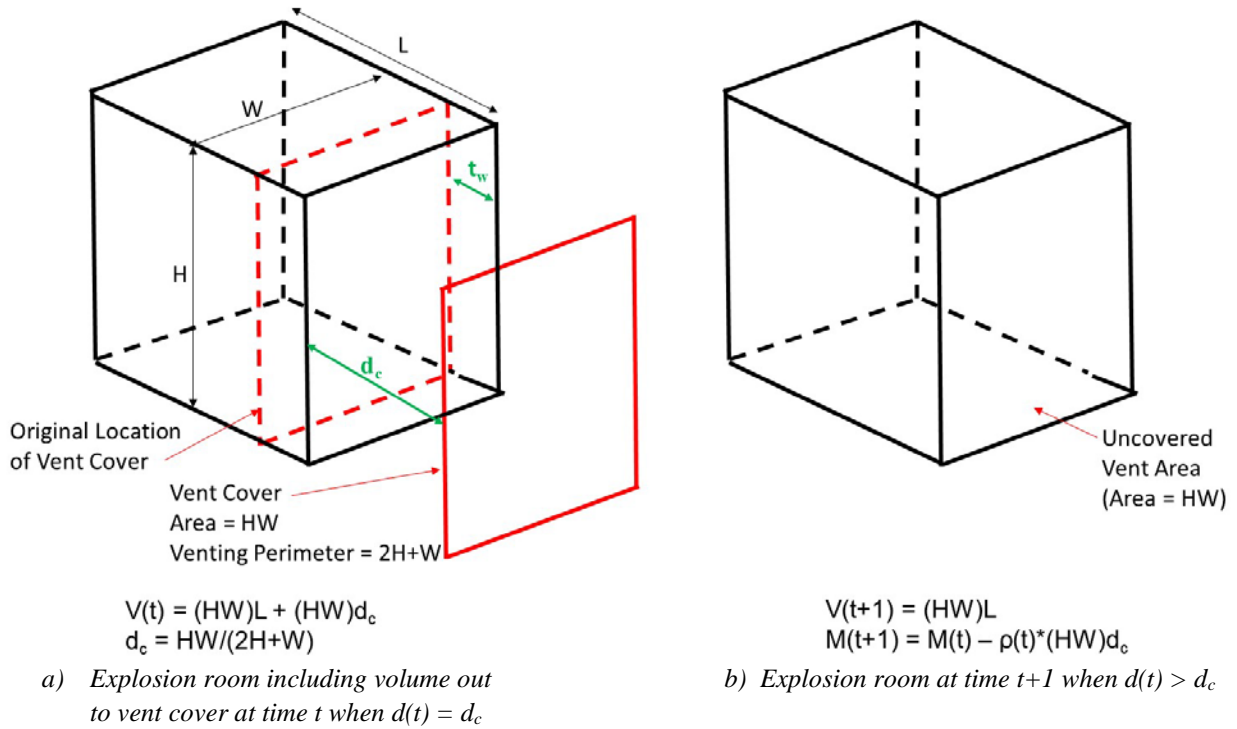 L
W
t_w
H
d_c
Original Location
of Vent Cover
Vent Cover
Area = HW
Venting Perimeter = 2H+W
V(t) = (HW)L + (HW)d_c
d_c = HW/(2H+W)
a) Explosion room including volume out
to vent cover at time t when d(t) = d_c
Uncovered
Vent Area
(Area = HW)
V(t+1) = (HW)L
M(t+1) = M(t) – ρ(t)*(HW)d_c
b) Explosion room at time t+1 when d(t) > d_c